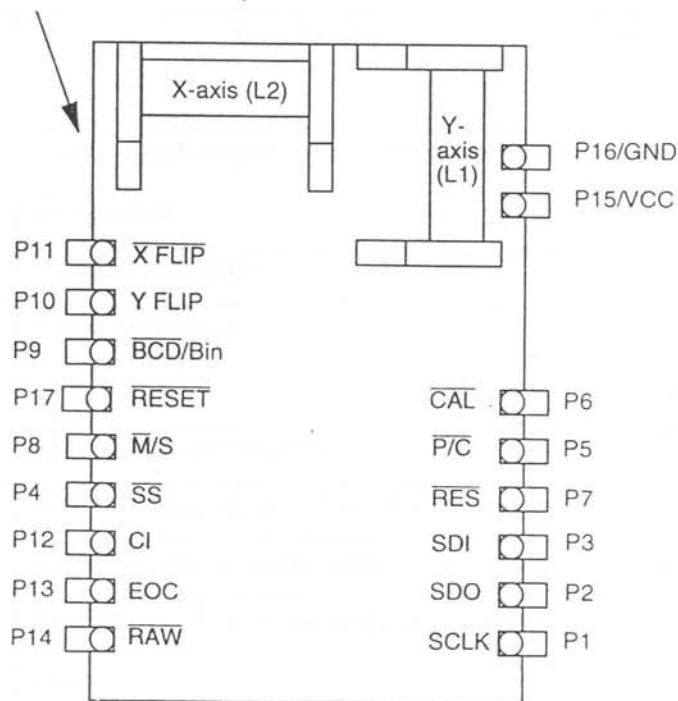 X-axis (L2)
Y-
axis
(L1)
P16/GND
P15/VCC
P11 X FLIP
P10 Y FLIP
P9 BCD/Bin
P17 RESET
CAL P6
P8 M/S
P/C P5
P4 SS
RES P7
P12 CI
SDI P3
P13 EOC
SDO P2
P14 RAW
SCLK P1